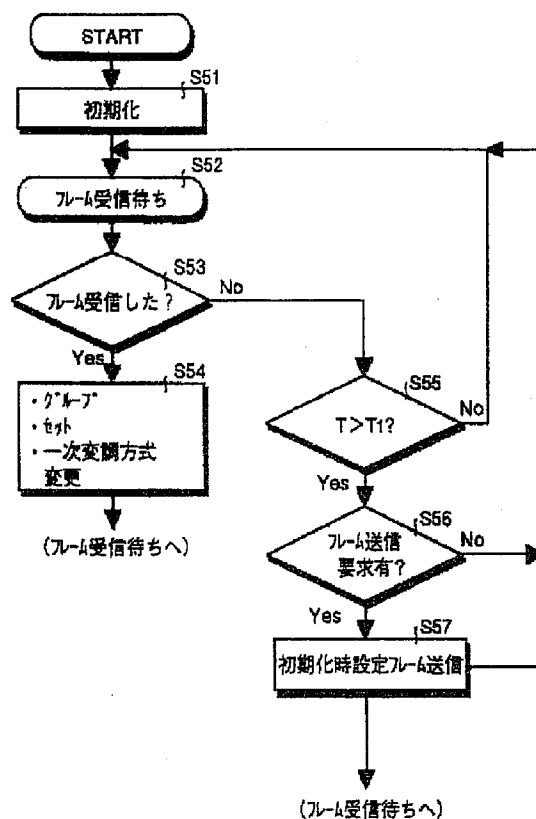 START
S51
初期化
S52
ﾌﾚｰﾑ受信待ち
S53
ﾌﾚｰﾑ受信した？
No
Yes
S54
・ｸﾞﾙｰﾌﾟ
・ｾｯﾄ
・一次変調方式
変更
(ﾌﾚｰﾑ受信待ちへ)
S55
T＞T1?
No
Yes
S56
ﾌﾚｰﾑ送信
要求有？
No
Yes
S57
初期化時設定ﾌﾚｰﾑ送信
(ﾌﾚｰﾑ受信待ちへ)